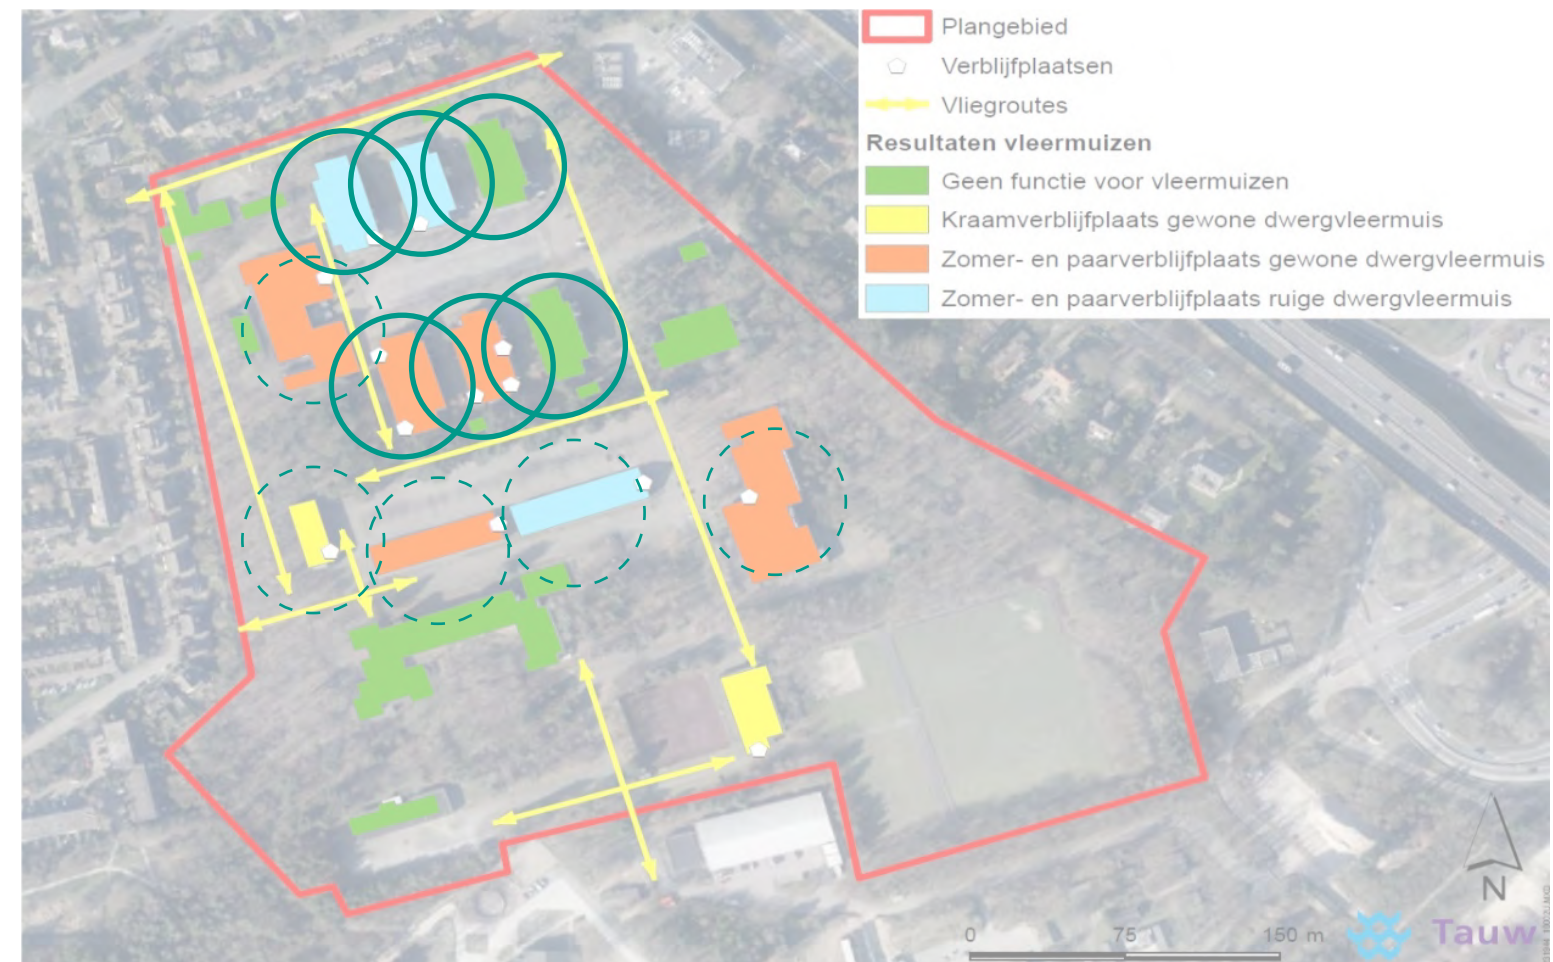 Plangebied
Verblijfplaatsen
Vliegroutes
Resultaten vleermuizen
Geen functie voor vleermuizen
Kraamverblijfplaats gewone dwergvleermuis
Zomer- en paarverblijfplaats gewone dwergvleermuis
Zomer- en paarverblijfplaats ruige dwergvleermuis
N
0 75 150 m
Tauw